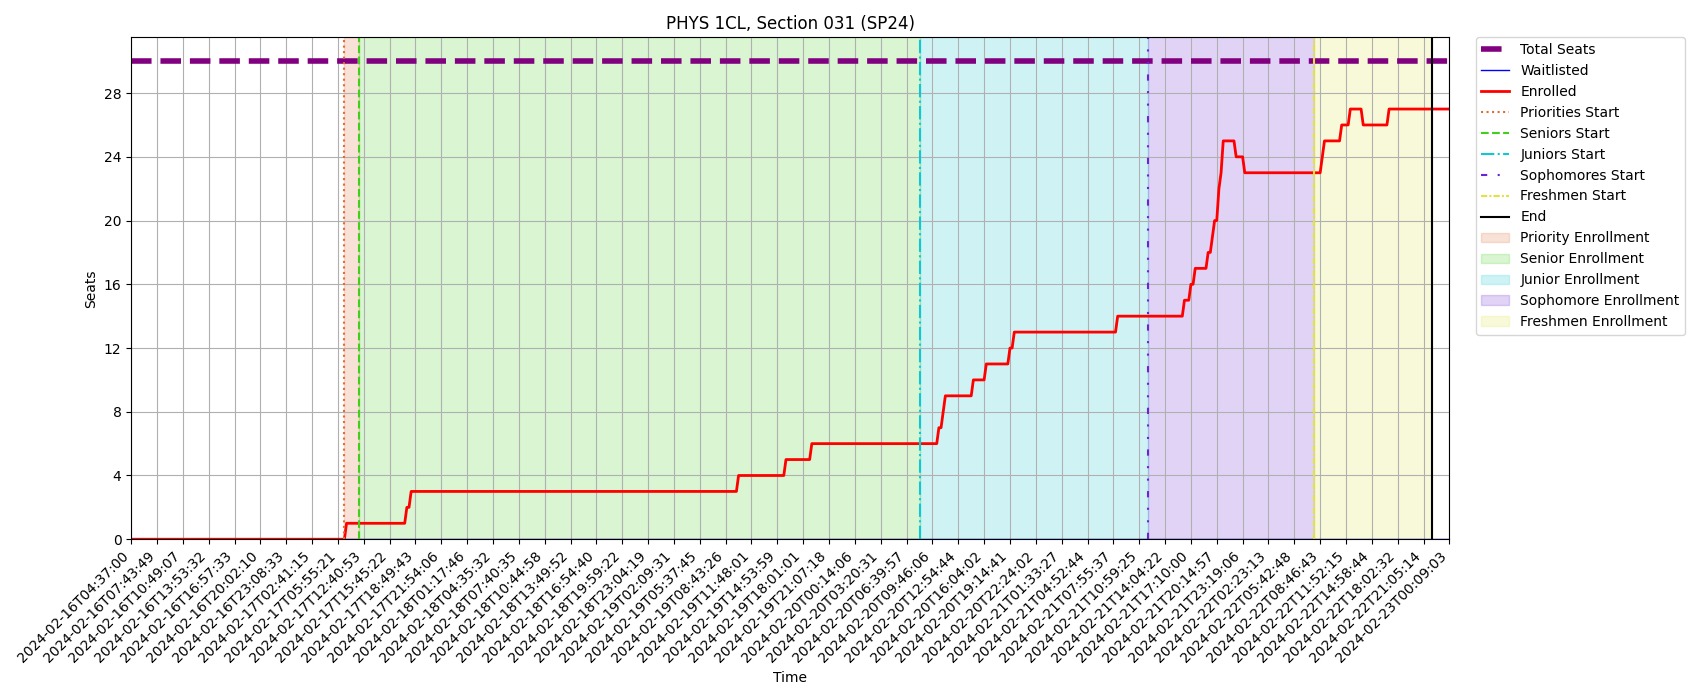 PHYS 1CL, Section 031 (SP24)
Total Seats
Waitlisted
Enrolled
Priorities Start
Seniors Start
Juniors Start
Sophomores Start
Freshmen Start
End
Priority Enrollment
Senior Enrollment
Junior Enrollment
Sophomore Enrollment
Freshmen Enrollment
Seats
28
24
20
16
12
8
4
0
2024-02-16T04:37:00
2024-02-16T07:43:49
2024-02-16T10:49:07
2024-02-16T13:53:32
2024-02-16T16:57:33
2024-02-16T20:02:10
2024-02-16T23:08:33
2024-02-17T02:41:15
2024-02-17T05:55:21
2024-02-17T12:40:53
2024-02-17T15:45:22
2024-02-17T18:49:43
2024-02-17T21:54:06
2024-02-18T01:17:46
2024-02-18T04:35:32
2024-02-18T07:40:35
2024-02-18T10:44:58
2024-02-18T13:49:52
2024-02-18T16:54:40
2024-02-18T19:59:22
2024-02-18T23:04:19
2024-02-19T02:09:31
2024-02-19T05:37:45
2024-02-19T08:43:26
2024-02-19T11:48:01
2024-02-19T14:53:59
2024-02-19T18:01:01
2024-02-19T21:07:18
2024-02-20T00:14:06
2024-02-20T03:20:31
2024-02-20T06:39:57
2024-02-20T09:46:06
2024-02-20T12:54:44
2024-02-20T16:04:02
2024-02-20T19:14:41
2024-02-20T22:24:02
2024-02-21T01:33:27
2024-02-21T04:52:44
2024-02-21T07:55:37
2024-02-21T10:59:25
2024-02-21T14:04:22
2024-02-21T17:10:00
2024-02-21T20:14:57
2024-02-21T23:19:06
2024-02-22T02:23:13
2024-02-22T05:42:48
2024-02-22T08:46:43
2024-02-22T11:52:15
2024-02-22T14:58:44
2024-02-22T18:02:32
2024-02-22T21:05:14
2024-02-23T00:09:03
Time